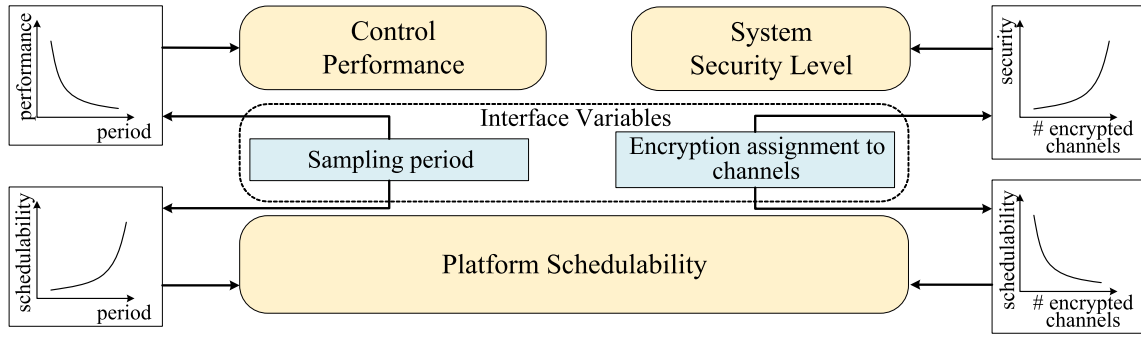 performance
period
Control
Performance
System
Security Level
security
# encrypted
channels
Interface Variables
Sampling period
Encryption assignment to
channels
schedulability
period
Platform Schedulability
schedulability
# encrypted
channels